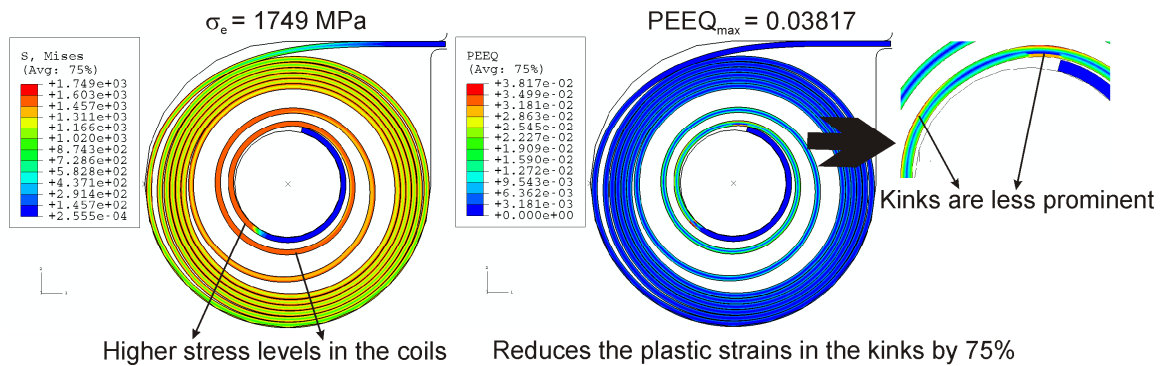 σe = 1749 MPa
S, Mises
(Avg: 75%)
+1.749e+03
+1.603e+03
+1.457e+03
+1.311e+03
+1.166e+03
+1.020e+03
+8.743e+02
+7.286e+02
+5.828e+02
+4.371e+02
+2.914e+02
+1.457e+02
+2.555e-04
Higher stress levels in the coils
PEEQmax = 0.03817
PEEQ
(Avg: 75%)
+3.817e-02
+3.499e-02
+3.181e-02
+2.863e-02
+2.545e-02
+2.227e-02
+1.909e-02
+1.590e-02
+1.272e-02
+9.543e-03
+6.362e-03
+3.181e-03
+0.000e+00
Kinks are less prominent
Reduces the plastic strains in the kinks by 75%